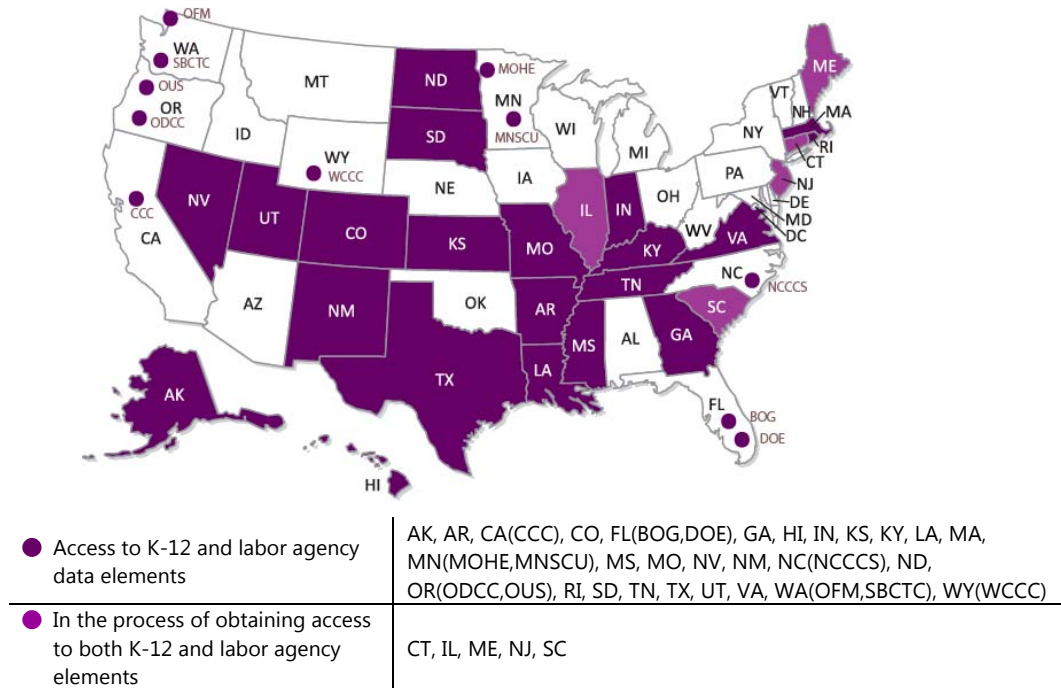 OFM
WA
SBCTC
OUS
OR
ODCC
MT
ND
MOHE
MN
MNSCU
ID
SD
WI
MI
VT
NH
ME
MA
NY
RI
CT
WY
WCCC
IA
NE
PA
NJ
OH
DE
MD
DC
NV
CCC
CA
UT
CO
KS
MO
IL
IN
WV
VA
KY
NC
NCCCS
TN
AZ
NM
OK
AR
SC
MS
AL
GA
LA
TX
AK
HI
FL
BOG
DOE
Access to K-12 and labor agency
data elements
AK, AR, CA(CCC), CO, FL(BOG,DOE), GA, HI, IN, KS, KY, LA, MA,
MN(MOHE,MNSCU), MS, MO, NV, NM, NC(NCCCS), ND,
OR(ODCC,OUS), RI, SD, TN, TX, UT, VA, WA(OFM,SBCTC), WY(WCCC)
In the process of obtaining access
to both K-12 and labor agency
elements
CT, IL, ME, NJ, SC